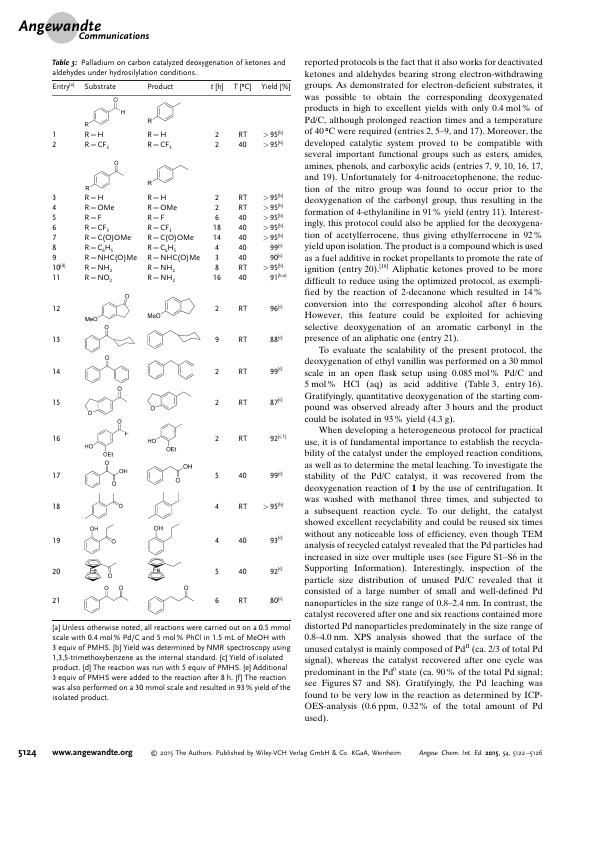 Angewandte
Communications
Table 3: Palladium on carbon catalyzed deoxygenation of ketones and
aldehydes under hydrosilylation conditions.
Entry[a] Substrate Product t [h] T [°C] Yield [%]
O
H
R
R
1 R=H R=H 2 RT >95[b]
2 R=CF3 R=CF3 2 40 >95[b]
O
R
R
3 R=H R=H 2 RT >95[b]
4 R=OMe R=OMe 2 RT >95[b]
5 R=F R=F 6 40 >95[b]
6 R=CF3 R=CF3 18 40 >95[b]
7 R=C(O)OMe R=C(O)OMe 14 40 >95[b]
8 R=C6H5 R=C6H5 4 40 99[c]
9 R=NHC(O)Me R=NHC(O)Me 3 40 90[c]
10[d] R=NH2 R=NH2 8 RT >95[b]
11 R=NO2 R=NH2 16 40 91[b,e]
O
12 MeO MeO 2 RT 96[c]
O
13 9 RT 88[c]
O
14 2 RT 99[c]
O
15 O O 2 RT 87[c]
O
16 HO H OEt HO OEt 2 RT 92[c,f]
O
17 OH O OH O 5 40 99[c]
O
18 4 RT >95[b]
OH OH
19 O 4 40 93[c]
O
20 Fe Fe 5 40 92[c]
O O O
21 6 RT 80[c]
[a] Unless otherwise noted, all reactions were carried out on a 0.5 mmol
scale with 0.4 mol% Pd/C and 5 mol% PhCl in 1.5 mL of MeOH with
3 equiv of PMHS. [b] Yield was determined by NMR spectroscopy using
1,3,5-trimethoxybenzene as the internal standard. [c] Yield of isolated
product. [d] The reaction was run with 5 equiv of PMHS. [e] Additional
3 equiv of PMHS were added to the reaction after 8 h. [f] The reaction
was also performed on a 30 mmol scale and resulted in 93% yield of the
isolated product.
reported protocols is the fact that it also works for deactivated
ketones and aldehydes bearing strong electron-withdrawing
groups. As demonstrated for electron-deficient substrates, it
was possible to obtain the corresponding deoxygenated
products in high to excellent yields with only 0.4 mol% of
Pd/C, although prolonged reaction times and a temperature
of 40°C were required (entries 2, 5–9, and 17). Moreover, the
developed catalytic system proved to be compatible with
several important functional groups such as esters, amides,
amines, phenols, and carboxylic acids (entries 7, 9, 10, 16, 17,
and 19). Unfortunately for 4-nitroacetophenone, the reduc-
tion of the nitro group was found to occur prior to the
deoxygenation of the carbonyl group, thus resulting in the
formation of 4-ethylaniline in 91% yield (entry 11). Interest-
ingly, this protocol could also be applied for the deoxygena-
tion of acetylferrocene, thus giving ethylferrocene in 92%
yield upon isolation. The product is a compound which is used
as a fuel additive in rocket propellants to promote the rate of
ignition (entry 20).[18] Aliphatic ketones proved to be more
difficult to reduce using the optimized protocol, as exempli-
fied by the reaction of 2-decanone which resulted in 14%
conversion into the corresponding alcohol after 6 hours.
However, this feature could be exploited for achieving
selective deoxygenation of an aromatic carbonyl in the
presence of an aliphatic one (entry 21).
To evaluate the scalability of the present protocol, the
deoxygenation of ethyl vanillin was performed on a 30 mmol
scale in an open flask setup using 0.085 mol% Pd/C and
5 mol% HCl (aq) as acid additive (Table 3, entry 16).
Gratifyingly, quantitative deoxygenation of the starting com-
pound was observed already after 3 hours and the product
could be isolated in 93% yield (4.3 g).
When developing a heterogeneous protocol for practical
use, it is of fundamental importance to establish the recycla-
bility of the catalyst under the employed reaction conditions,
as well as to determine the metal leaching. To investigate the
stability of the Pd/C catalyst, it was recovered from the
deoxygenation reaction of 1 by the use of centrifugation. It
was washed with methanol three times, and subjected to
a subsequent reaction cycle. To our delight, the catalyst
showed excellent recyclability and could be reused six times
without any noticeable loss of efficiency, even though TEM
analysis of recycled catalyst revealed that the Pd particles had
increased in size over multiple uses (see Figure S1–S6 in the
Supporting Information). Interestingly, inspection of the
particle size distribution of unused Pd/C revealed that it
consisted of a large number of small and well-defined Pd
nanoparticles in the size range of 0.8–2.4 nm. In contrast, the
catalyst recovered after one and six reactions contained more
distorted Pd nanoparticles predominately in the size range of
0.8–4.0 nm. XPS analysis showed that the surface of the
unused catalyst is mainly composed of PdII (ca. 2/3 of total Pd
signal), whereas the catalyst recovered after one cycle was
predominant in the Pd0 state (ca. 90% of the total Pd signal;
see Figures S7 and S8). Gratifyingly, the Pd leaching was
found to be very low in the reaction as determined by ICP-
OES-analysis (0.6 ppm, 0.32% of the total amount of Pd
used).
5124 www.angewandte.org © 2015 The Authors. Published by Wiley-VCH Verlag GmbH & Co. KGaA, Weinheim Angew. Chem. Int. Ed. 2015, 54, 5122–5126